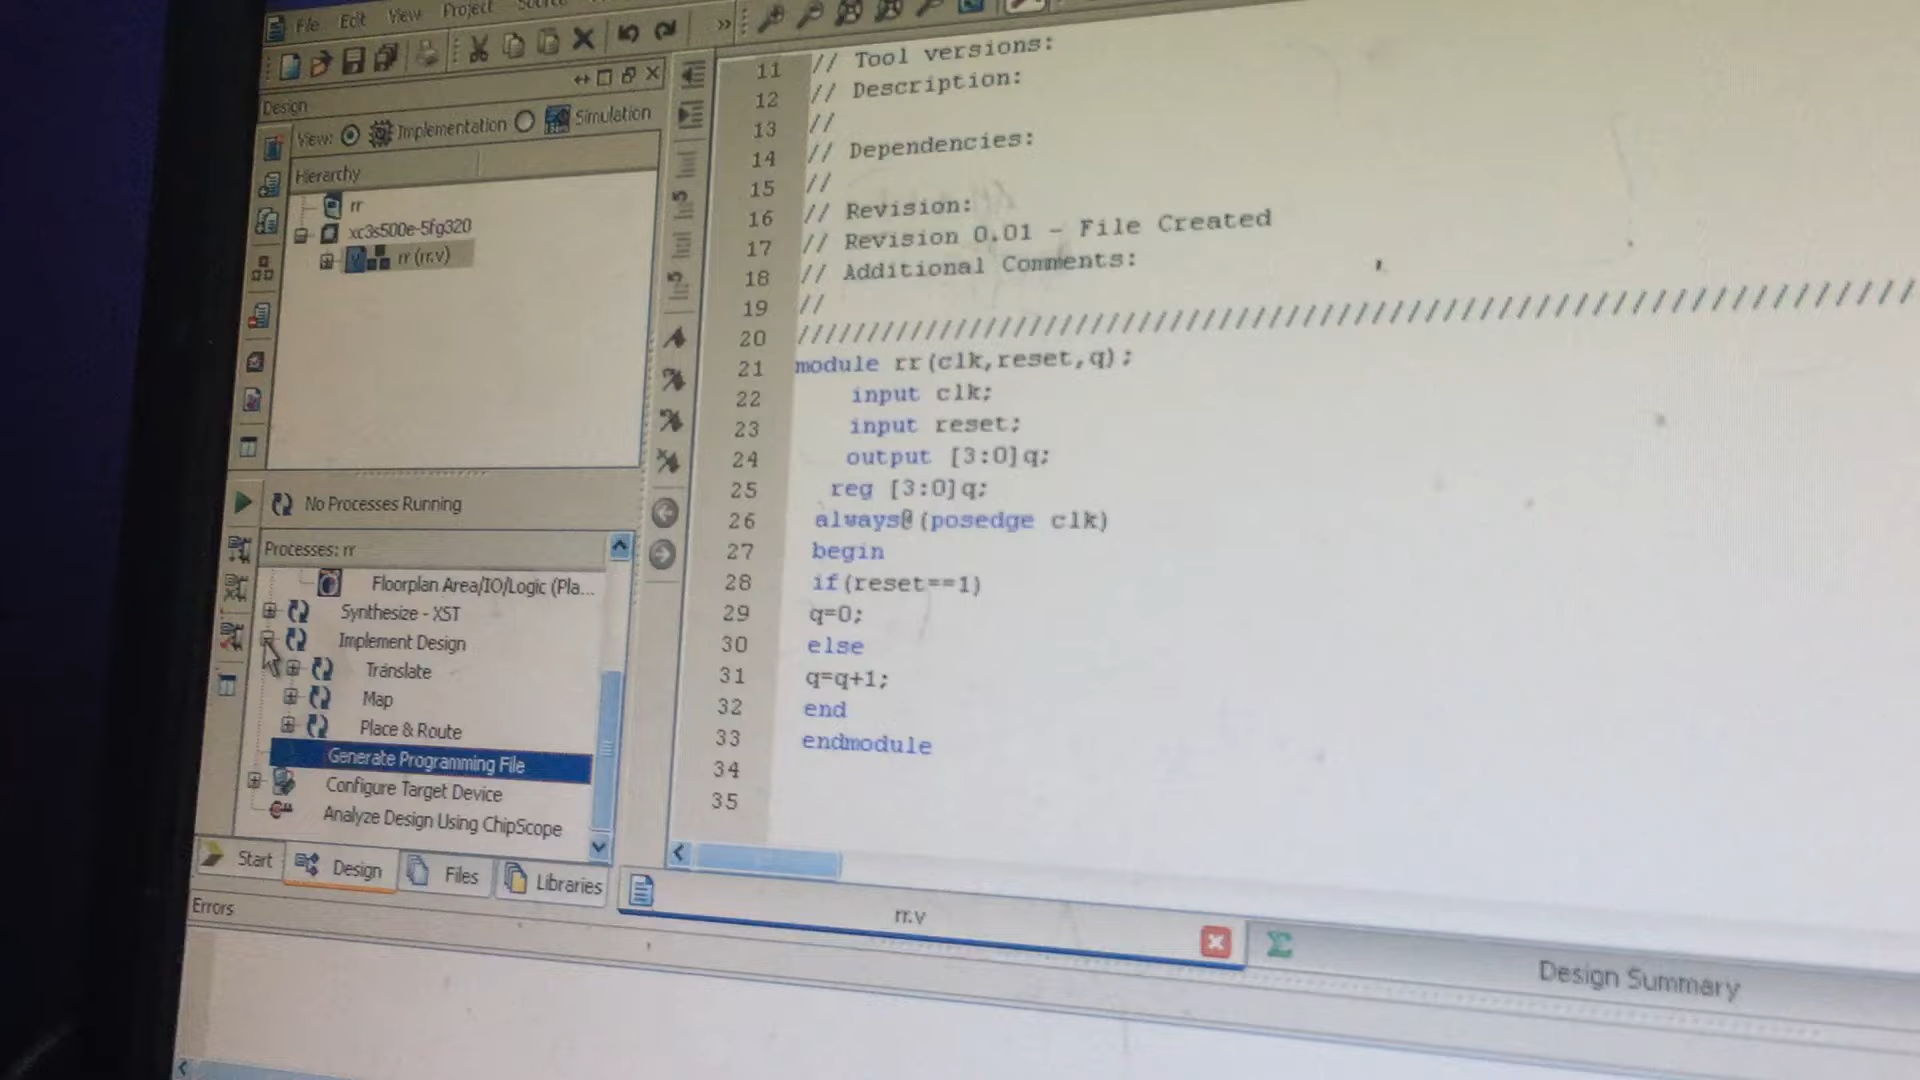 File Edit View Project
Design
View: Implementation Simulation
Hierarchy
rr
xc3s500e-5fg320
rr (rr.v)
No Processes Running
Processes: rr
Floorplan Area/IO/Logic (Pla...
Synthesize - XST
Implement Design
Translate
Map
Place & Route
Generate Programming File
Configure Target Device
Analyze Design Using ChipScope
Start Design Files Libraries
Errors
11 // Tool versions:
12 // Description:
13 //
14 // Dependencies:
15 //
16 // Revision:
17 // Revision 0.01 - File Created
18 // Additional Comments:
19 //
20 //////////////////////////////////////////////////////////////////////////////////
21 module rr(clk,reset,q);
22 input clk;
23 input reset;
24 output [3:0]q;
25 reg [3:0]q;
26 always@(posedge clk)
27 begin
28 if(reset==1)
29 q=0;
30 else
31 q=q+1;
32 end
33 endmodule
34
35
rr.v
Design Summary